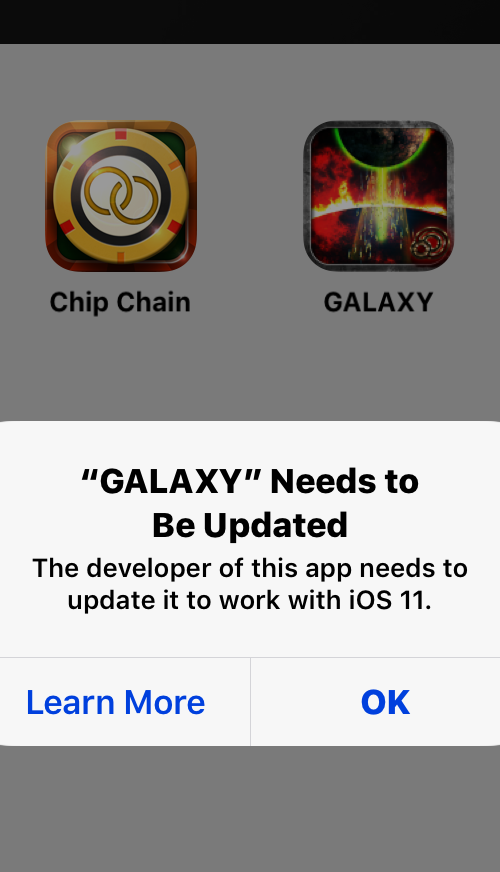 Chip Chain
GALAXY
“GALAXY” Needs to
Be Updated
The developer of this app needs to
update it to work with iOS 11.
Learn More
OK